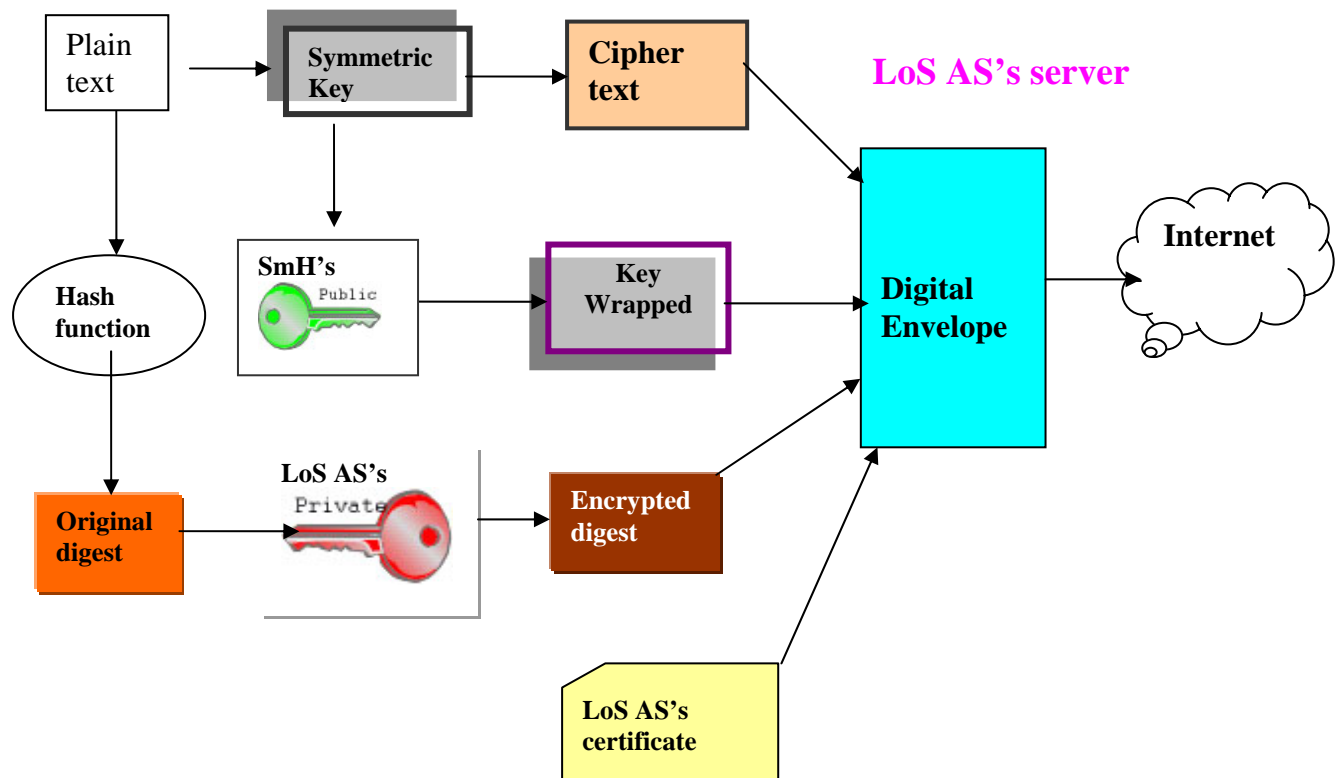 Plain
text
Symmetric
Key
Cipher
text
LoS AS’s server
SmH's
Public
Key
Wrapped
Digital
Envelope
Internet
Hash
function
Original
digest
LoS AS’s
Private
Encrypted
digest
LoS AS’s
certificate